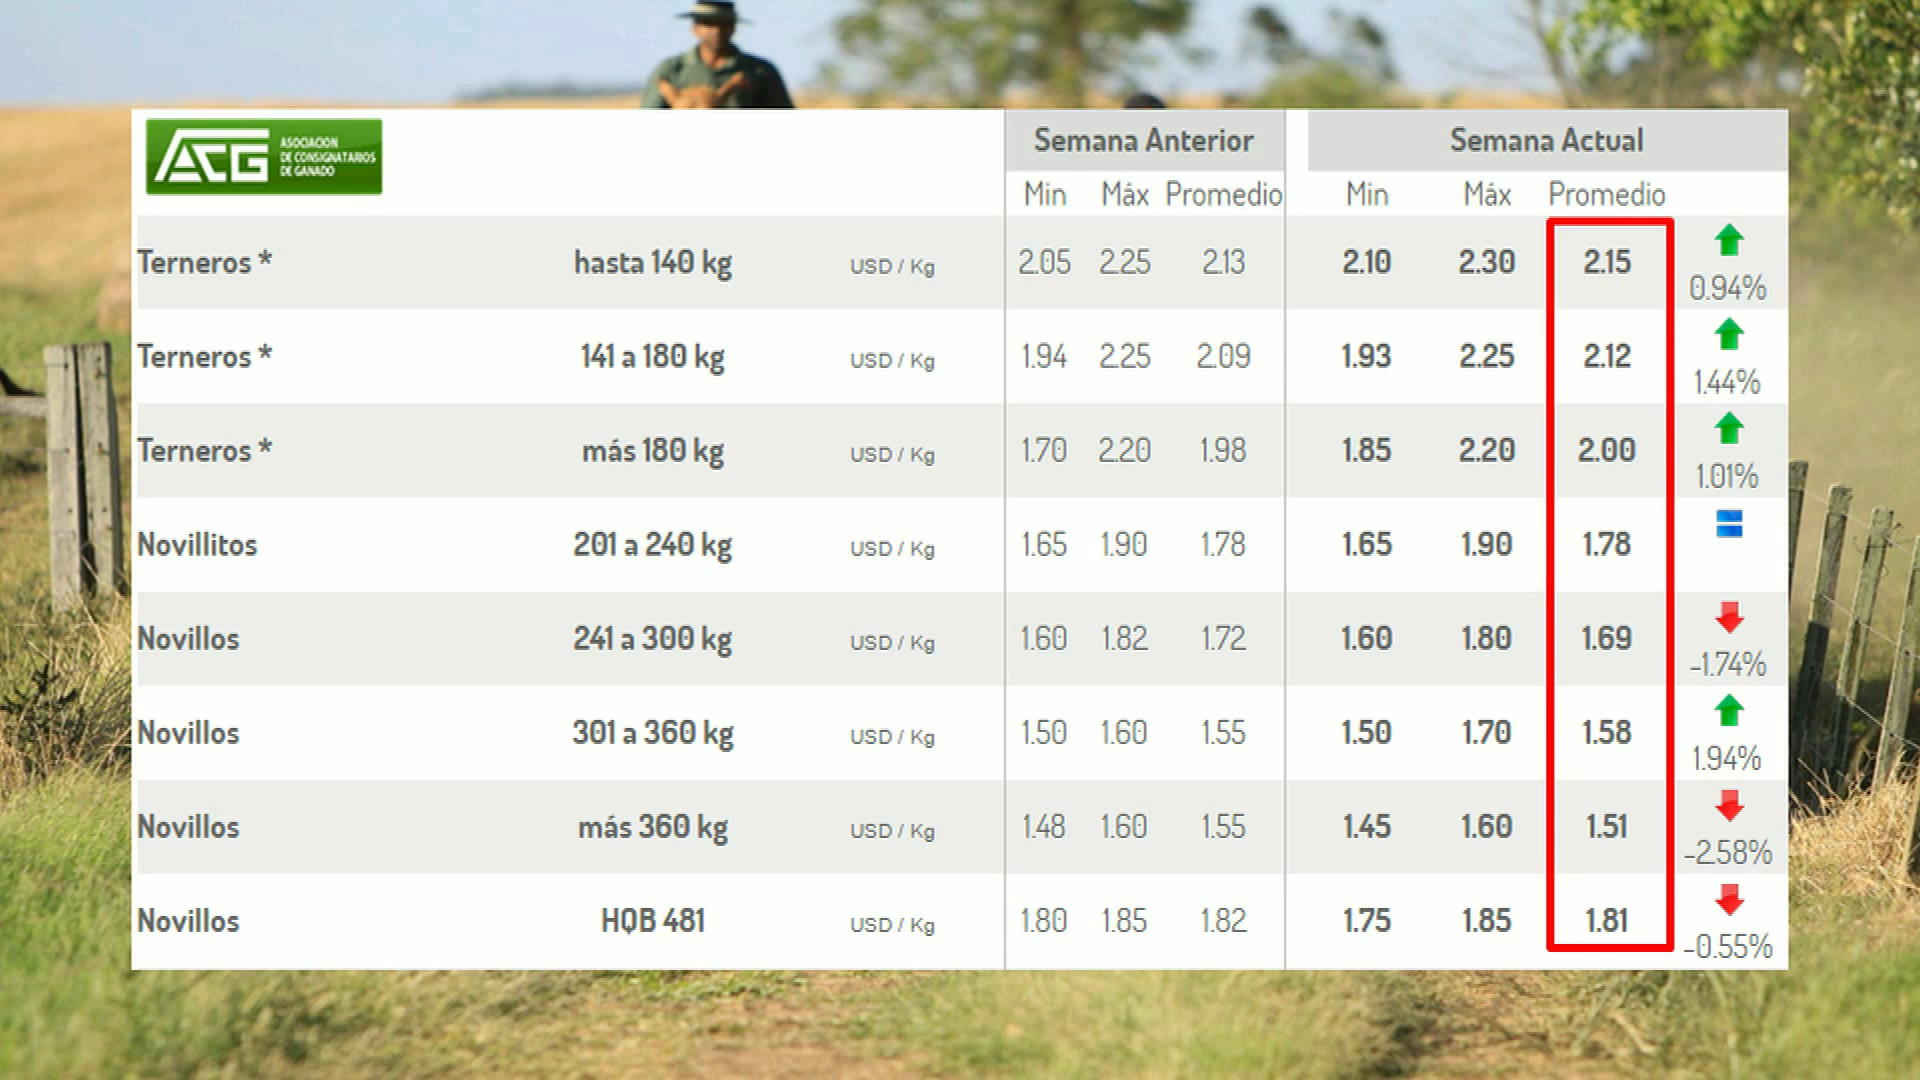 ACG
ASOCIACION
DE CONSIGNATARIOS
DE GANADO
Semana Anterior Semana Actual
Min Máx Promedio Min Máx Promedio
Terneros * hasta 140 kg USD / Kg 2.05 2.25 2.13 2.10 2.30 2.15
0.94%
Terneros * 141 a 180 kg USD / Kg 1.94 2.25 2.09 1.93 2.25 2.12
1.44%
Terneros * más 180 kg USD / Kg 1.70 2.20 1.98 1.85 2.20 2.00
1.01%
Novillitos 201 a 240 kg USD / Kg 1.65 1.90 1.78 1.65 1.90 1.78
Novillos 241 a 300 kg USD / Kg 1.60 1.82 1.72 1.60 1.80 1.69
-1.74%
Novillos 301 a 360 kg USD / Kg 1.50 1.60 1.55 1.50 1.70 1.58
1.94%
Novillos más 360 kg USD / Kg 1.48 1.60 1.55 1.45 1.60 1.51
-2.58%
Novillos HQB 481 USD / Kg 1.80 1.85 1.82 1.75 1.85 1.81
-0.55%